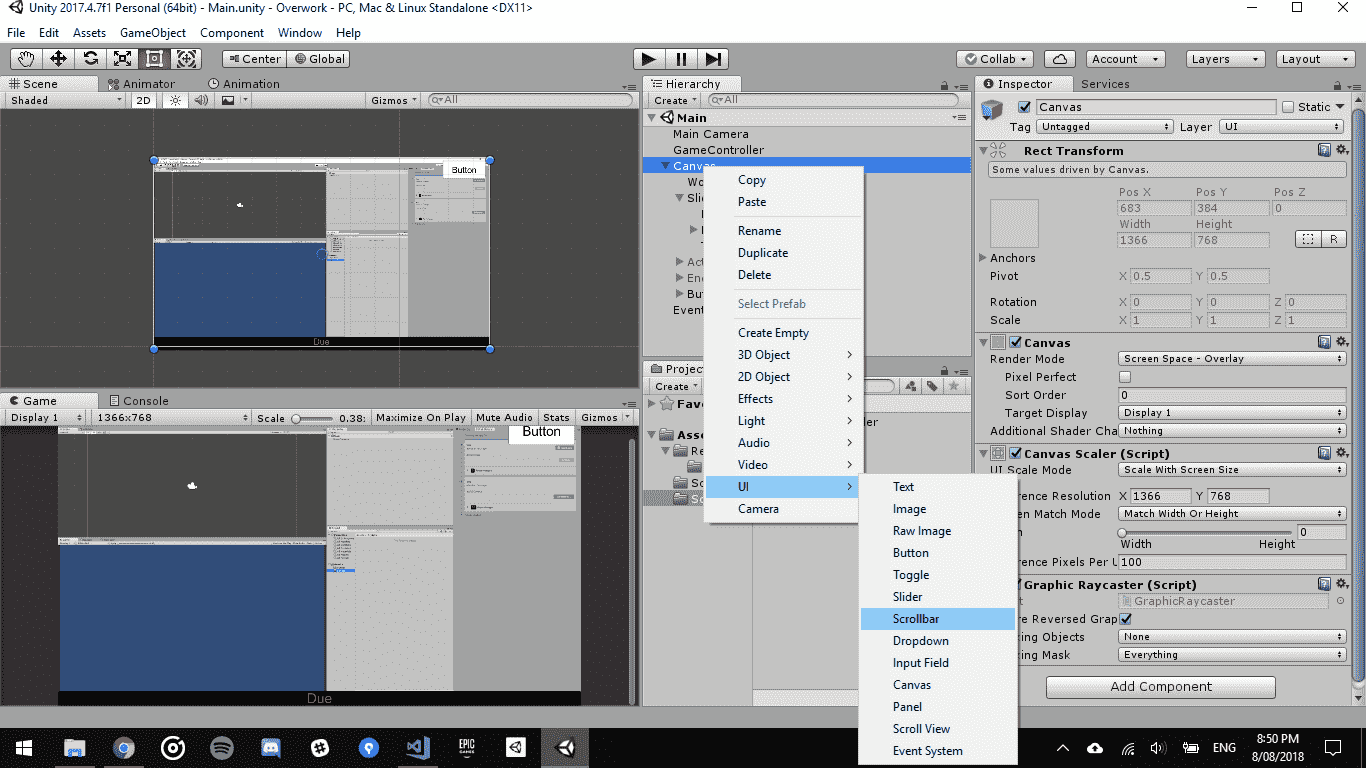 Unity 2017.4.7f1 Personal (64bit) - Main.unity - Overwork - PC, Mac & Linux Standalone <DX11>
File Edit Assets GameObject Component Window Help
Center Global
Collab Account Layers Layout
Scene Animator Animation
Shaded 2D Gizmos All
Button
Due
Game Console
Display 1 1366x768 Scale 0.38: Maximize On Play Mute Audio Stats Gizmos
Button
Due
Hierarchy
Create All
Main
Main Camera
GameController
Canvas
Wo
Slid
Act
En
But
Event
Project
Create
Favo
Asse
Re
Sc
Sc
er
Copy
Paste
Rename
Duplicate
Delete
Select Prefab
Create Empty
3D Object
2D Object
Effects
Light
Audio
Video
UI
Camera
Text
Image
Raw Image
Button
Toggle
Slider
Scrollbar
Dropdown
Input Field
Canvas
Panel
Scroll View
Event System
Inspector Services
Canvas Static
Tag Untagged Layer UI
Rect Transform
Some values driven by Canvas.
Pos X Pos Y Pos Z
683 384 0
Width Height
1366 768 R
Anchors
Pivot X 0.5 Y 0.5
Rotation X 0 Y 0 Z 0
Scale X 1 Y 1 Z 1
Canvas
Render Mode Screen Space - Overlay
Pixel Perfect
Sort Order 0
Target Display Display 1
Additional Shader Cha Nothing
Canvas Scaler (Script)
UI Scale Mode Scale With Screen Size
erence Resolution X 1366 Y 768
en Match Mode Match Width Or Height
0
Width Height
erence Pixels Per U 100
Graphic Raycaster (Script)
GraphicRaycaster
re Reversed Grap
ing Objects None
ing Mask Everything
Add Component
EPIC GAMES
ENG 8:50 PM
8/08/2018